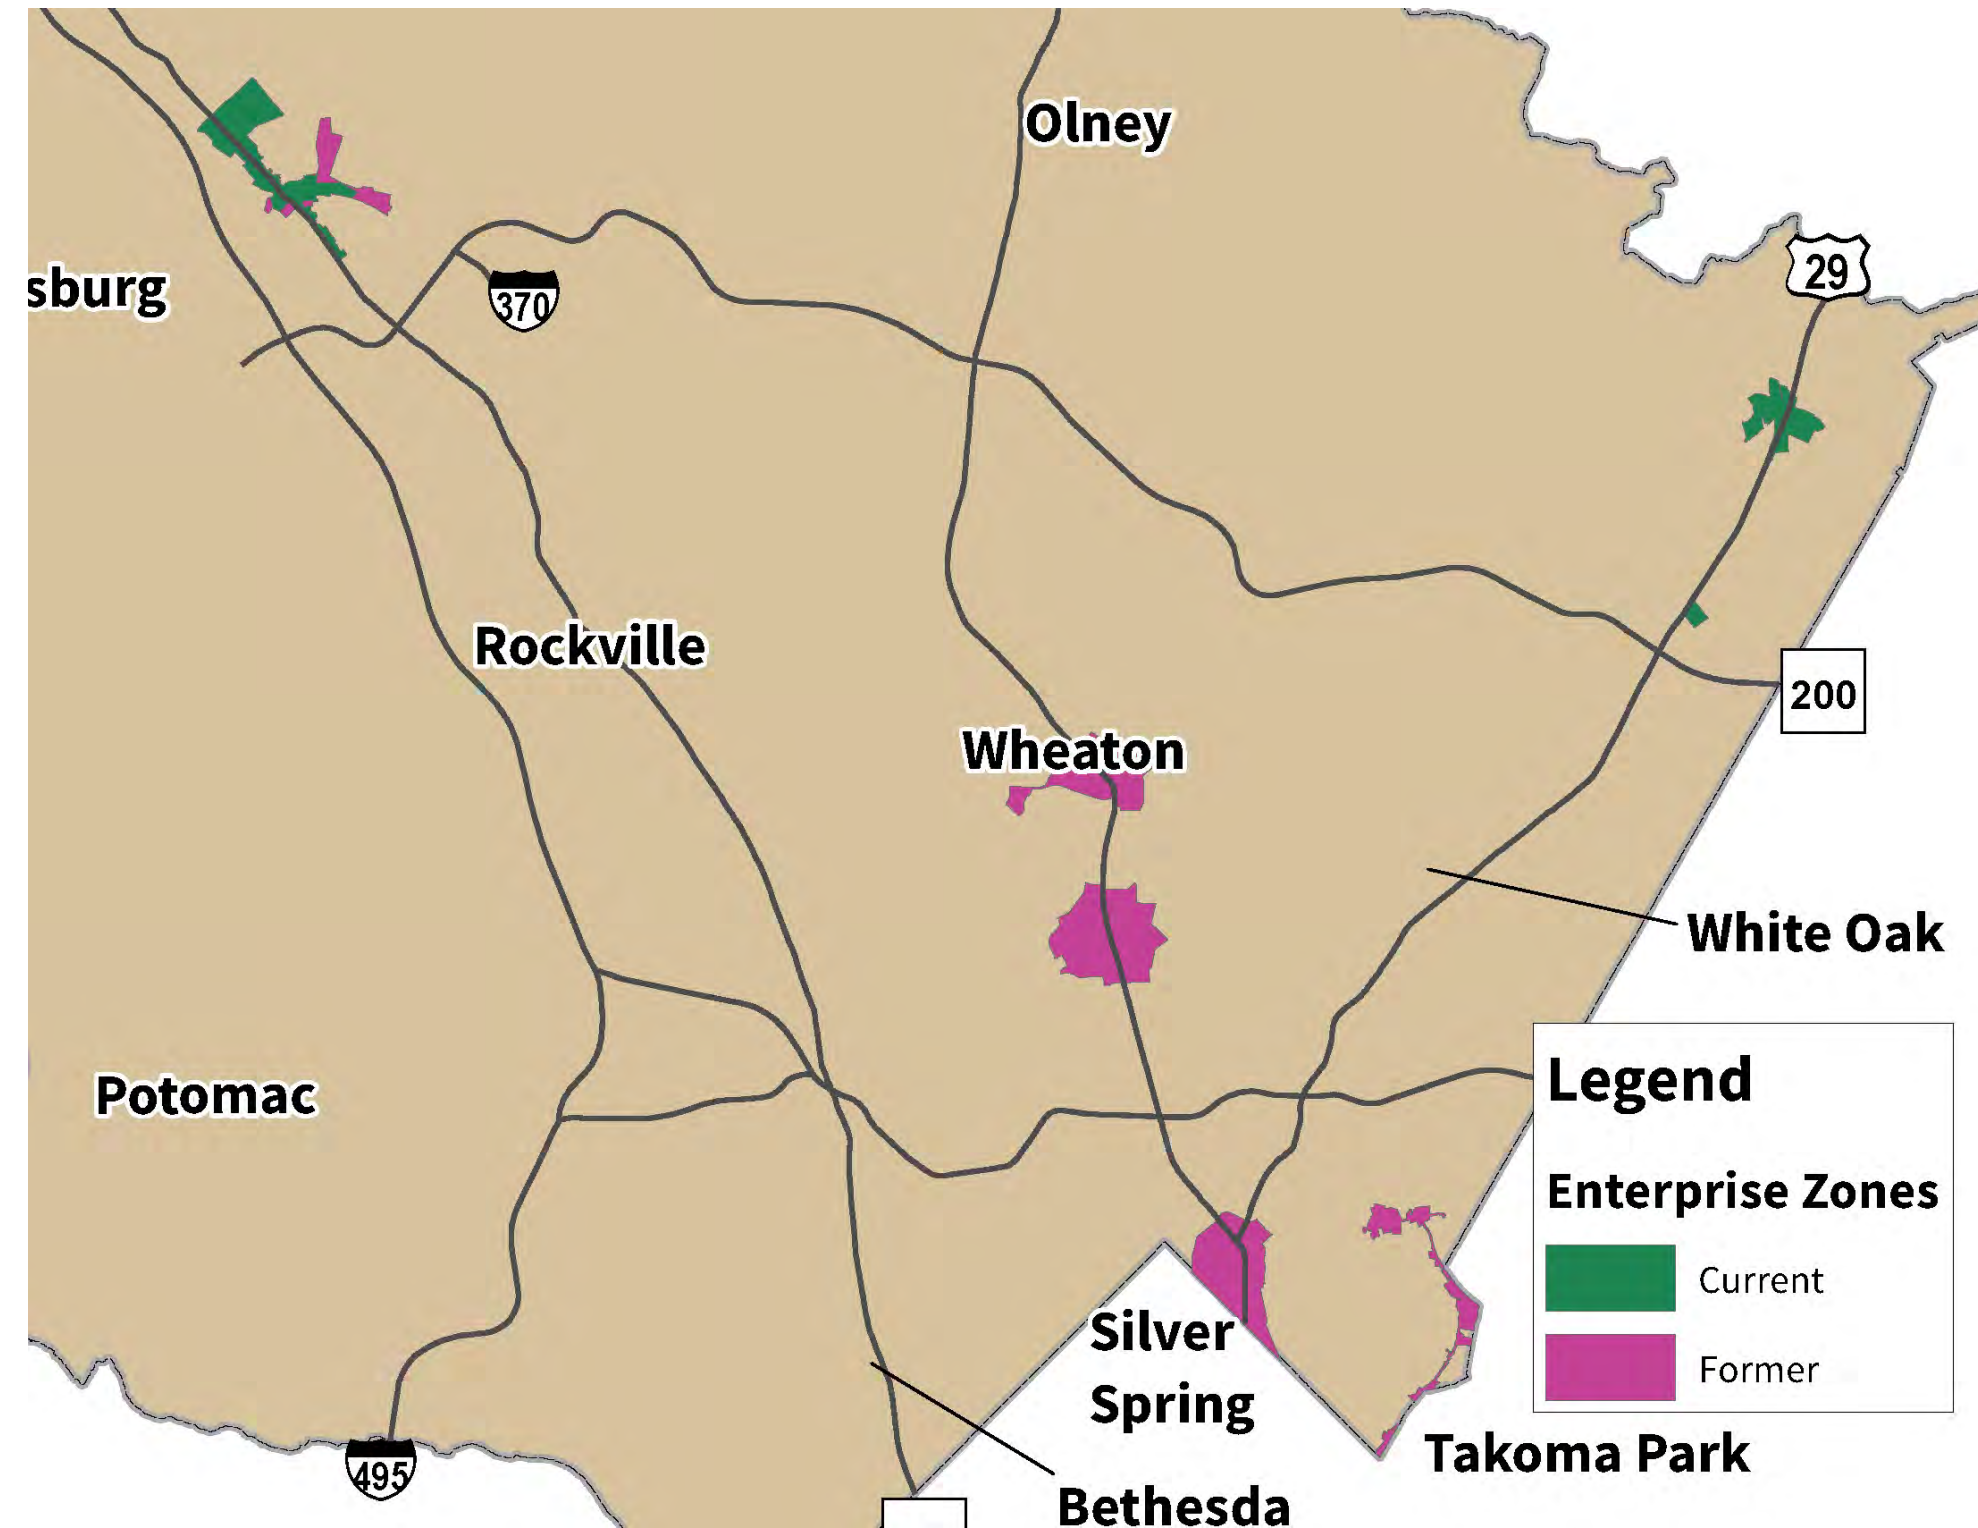 Olney
29
sburg
370
Rockville
200
Wheaton
White Oak
Legend
Potomac
Enterprise Zones
Current
Silver
Spring
Former
Takoma Park
495
Bethesda